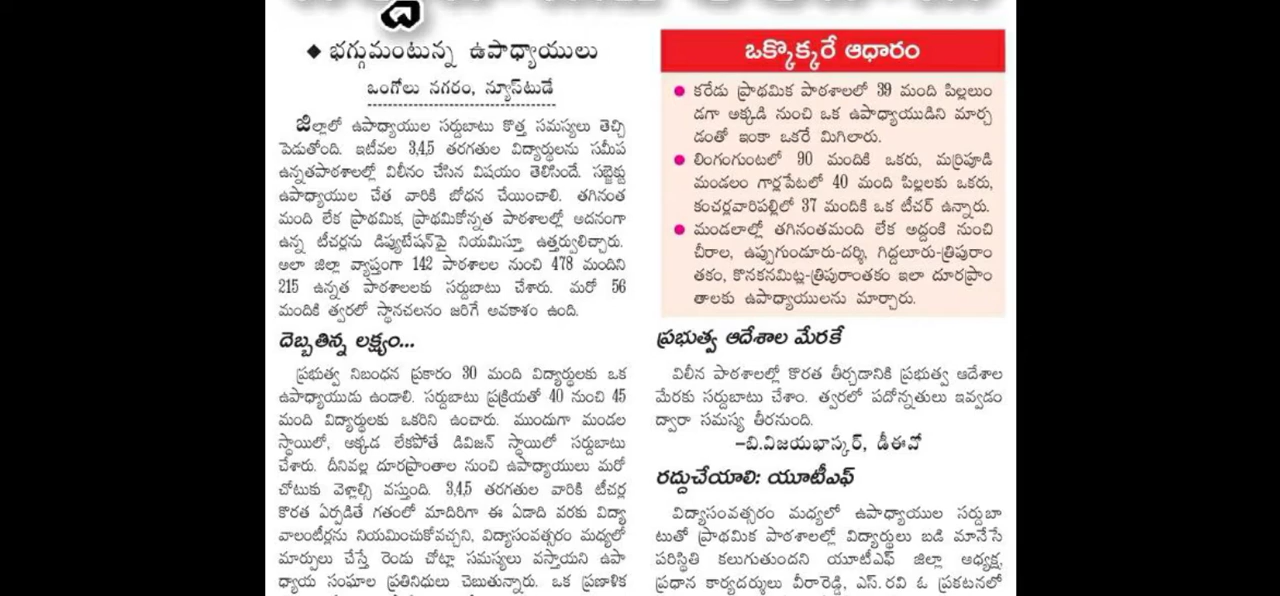 ◆ భగ్గుమంటున్న ఉపాధ్యాయులు
ఒంగోలు నగరం, న్యూస్‌టుడే
జిల్లాలో ఉపాధ్యాయుల సర్దుబాటు కొత్త సమస్యలు తెచ్చి
పెడుతోంది. ఇటీవల 3,4,5 తరగతుల విద్యార్థులను సమీప
ఉన్నతపాఠశాలల్లో విలీనం చేసిన విషయం తెలిసిందే. సబ్జెక్టు
ఉపాధ్యాయుల చేత వారికి బోధన చేయించాలి. తగినంత
మంది లేక ప్రాథమిక, ప్రాథమికోన్నత పాఠశాలల్లో అదనంగా
ఉన్న టీచర్లను డిప్యుటేషన్‌పై నియమిస్తూ ఉత్తర్వులిచ్చారు.
అలా జిల్లా వ్యాప్తంగా 142 పాఠశాలల నుంచి 478 మందిని
215 ఉన్నత పాఠశాలలకు సర్దుబాటు చేశారు. మరో 56
మందికి త్వరలో స్థానచలనం జరిగే అవకాశం ఉంది.
దెబ్బతిన్న లక్ష్యం...
ప్రభుత్వ నిబంధన ప్రకారం 30 మంది విద్యార్థులకు ఒక
ఉపాధ్యాయుడు ఉండాలి. సర్దుబాటు ప్రక్రియతో 40 నుంచి 45
మంది విద్యార్థులకు ఒకరిని ఉంచారు. ముందుగా మండల
స్థాయిలో, అక్కడ లేకపోతే డివిజన్ స్థాయిలో సర్దుబాటు
చేశారు. దీనివల్ల దూరప్రాంతాల నుంచి ఉపాధ్యాయులు మరో
చోటుకు వెళ్లాల్సి వస్తుంది. 3,4,5 తరగతుల వారికి టీచర్ల
కొరత ఏర్పడితే గతంలో మాదిరిగా ఈ ఏడాది వరకు విద్యా
వాలంటీర్లను నియమించుకోవచ్చని, విద్యాసంవత్సరం మధ్యలో
మార్పులు చేస్తే రెండు చోట్లా సమస్యలు వస్తాయని ఉపా
ధ్యాయ సంఘాల ప్రతినిధులు చెబుతున్నారు. ఒక ప్రణాళిక
ఒక్కొక్కరే ఆధారం
● కరేడు ప్రాథమిక పాఠశాలలో 39 మంది పిల్లలుం
డగా అక్కడి నుంచి ఒక ఉపాధ్యాయుడిని మార్చ
డంతో ఇంకా ఒకరే మిగిలారు.
● లింగంగుంటలో 90 మందికి ఒకరు, మర్రిపూడి
మండలం గార్లపేటలో 40 మంది పిల్లలకు ఒకరు,
కంచర్లవారిపల్లిలో 37 మందికి ఒక టీచర్ ఉన్నారు.
● మండలాల్లో తగినంతమంది లేక అద్దంకి నుంచి
చీరాల, ఉప్పుగుండూరు-దర్శి, గిద్దలూరు-త్రిపురాం
తకం, కొనకనమిట్ల-త్రిపురాంతకం ఇలా దూరప్రాం
తాలకు ఉపాధ్యాయులను మార్చారు.
ప్రభుత్వ ఆదేశాల మేరకే
విలీన పాఠశాలల్లో కొరత తీర్చడానికి ప్రభుత్వ ఆదేశాల
మేరకు సర్దుబాటు చేశాం. త్వరలో పదోన్నతులు ఇవ్వడం
ద్వారా సమస్య తీరనుంది.
–బి.విజయభాస్కర్, డీఈవో
రద్దుచేయాలి: యూటీఎఫ్
విద్యాసంవత్సరం మధ్యలో ఉపాధ్యాయుల సర్దుబా
టుతో ప్రాథమిక పాఠశాలల్లో విద్యార్థులు బడి మానేసే
పరిస్థితి కలుగుతుందని యూటీఎఫ్ జిల్లా అధ్యక్ష,
ప్రధాన కార్యదర్శులు వీరారెడ్డి, ఎస్.రవి ఓ ప్రకటనలో